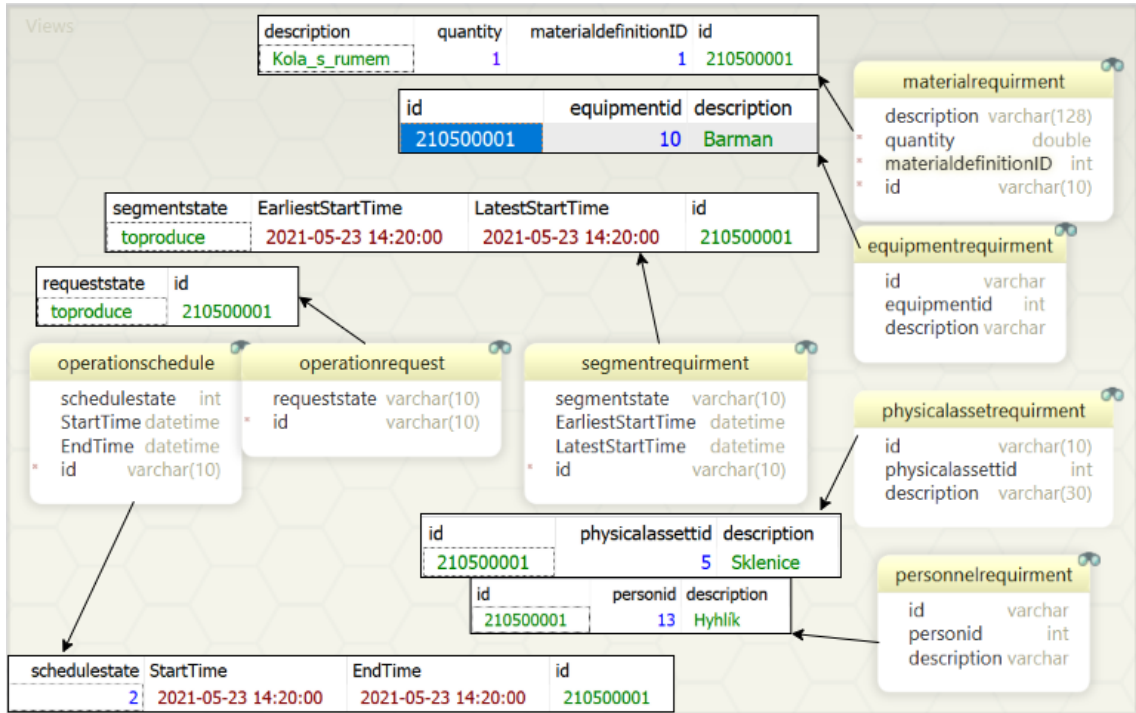 Views
description quantity materialdefinitionID id
Kola_s_rumem 1 1 210500001
materialrequirment
description varchar(128)
quantity double
materialdefinitionID int
id varchar(10)
id equipmentid description
210500001 10 Barman
segmentstate EarliestStartTime LatestStartTime id
toproduce 2021-05-23 14:20:00 2021-05-23 14:20:00 210500001
equipmentrequirment
id varchar
equipmentid int
description varchar
requeststate id
toproduce 210500001
operationschedule
schedulestate int
StartTime datetime
EndTime datetime
id varchar(10)
operationrequest
requeststate varchar(10)
id varchar(10)
segmentrequirment
segmentstate varchar(10)
EarliestStartTime datetime
LatestStartTime datetime
id varchar(10)
physicalassetrequirment
id varchar(10)
physicalassettid int
description varchar(30)
id physicalassettid description
210500001 5 Sklenice
id personid description
210500001 13 Hyhlík
personnelrequirment
id varchar
personid int
description varchar
schedulestate StartTime EndTime id
2 2021-05-23 14:20:00 2021-05-23 14:20:00 210500001